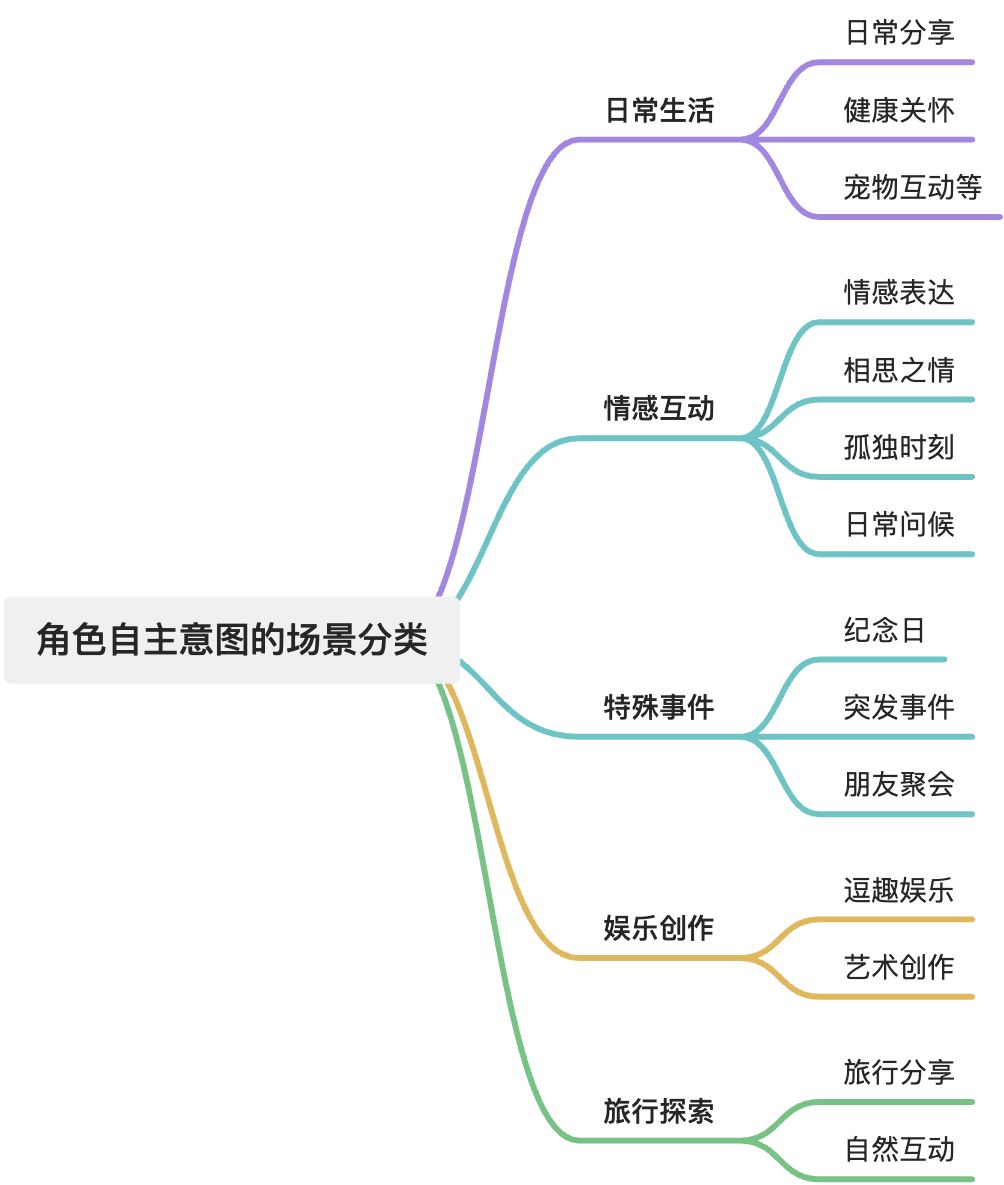 角色自主意图的场景分类
日常生活
日常分享
健康关怀
宠物互动等
情感互动
情感表达
相思之情
孤独时刻
日常问候
特殊事件
纪念日
突发事件
朋友聚会
娱乐创作
逗趣娱乐
艺术创作
旅行探索
旅行分享
自然互动